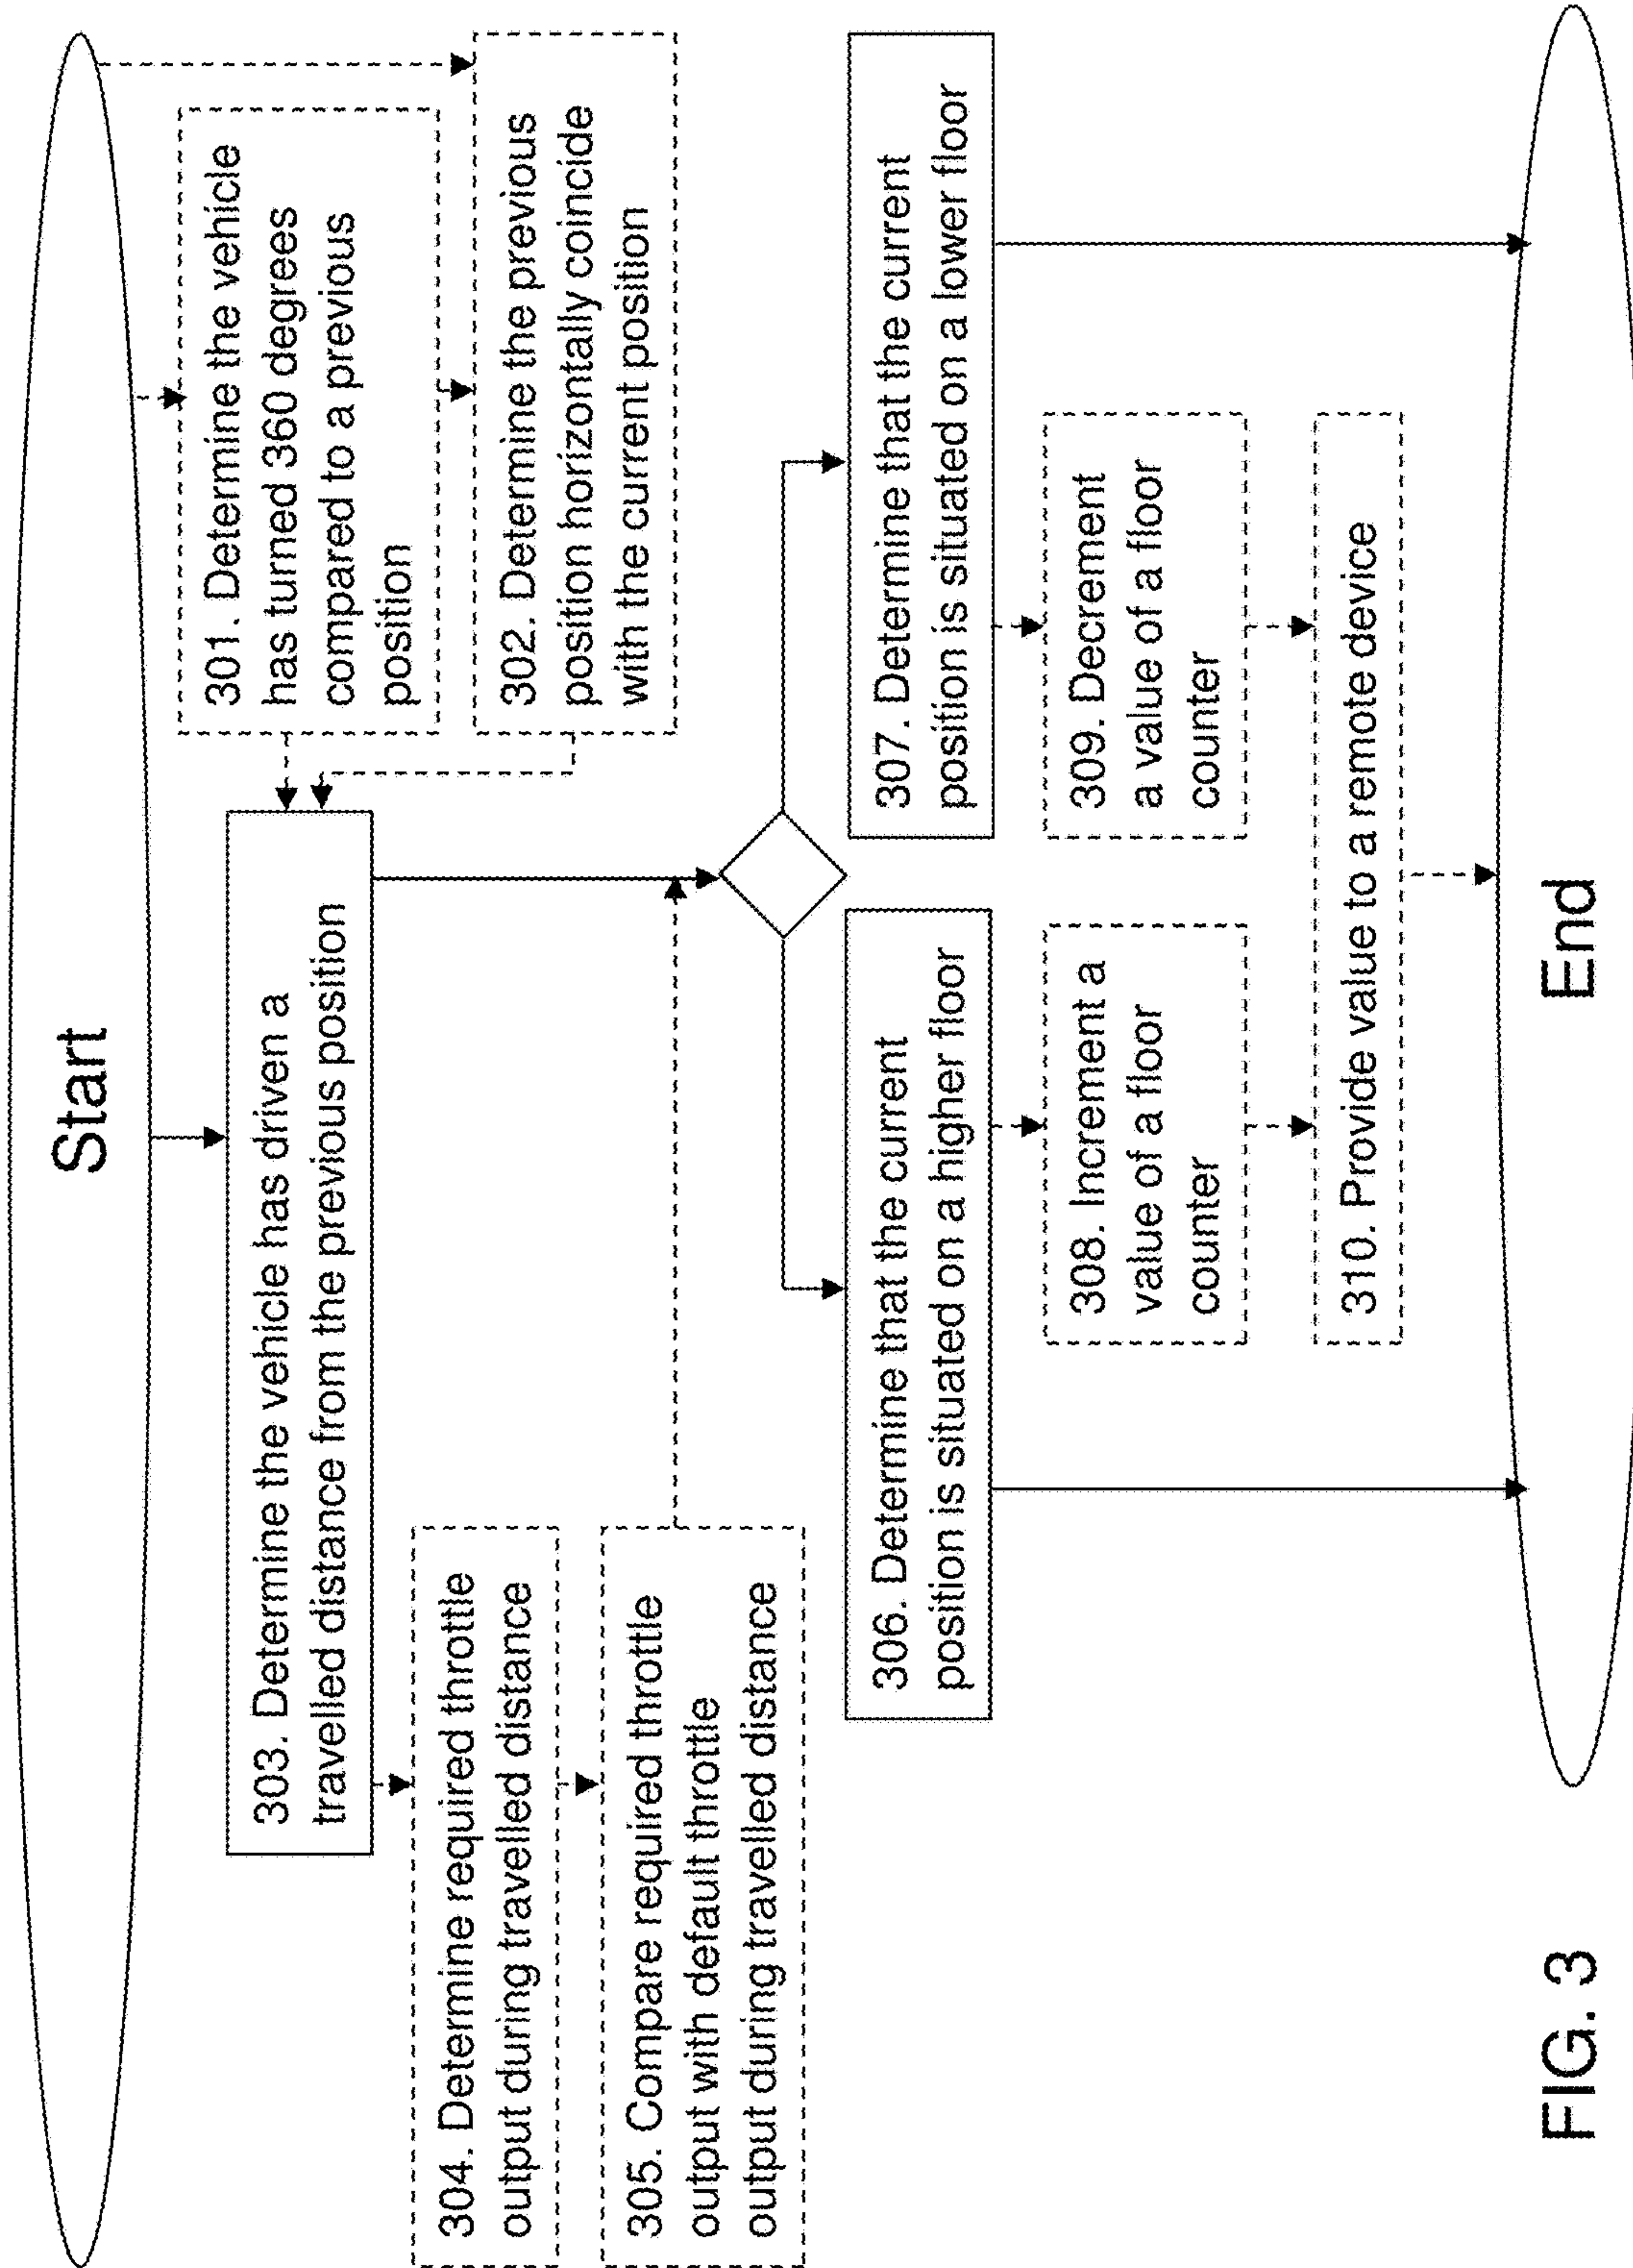 Start
301. Determine the vehicle
has turned 360 degrees
compared to a previous
position
303. Determine the vehicle has driven a
travelled distance from the previous position
302. Determine the previous
position horizontally coincide
with the current position
304. Determine required throttle
output during travelled distance
305. Compare required throttle
output with default throttle
output during travelled distance
306. Determine that the current
position is situated on a higher floor
307. Determine that the current
position is situated on a lower floor
308. Increment a
value of a floor
counter
309. Decrement
a value of a floor
counter
310. Provide value to a remote device
End
FIG. 3